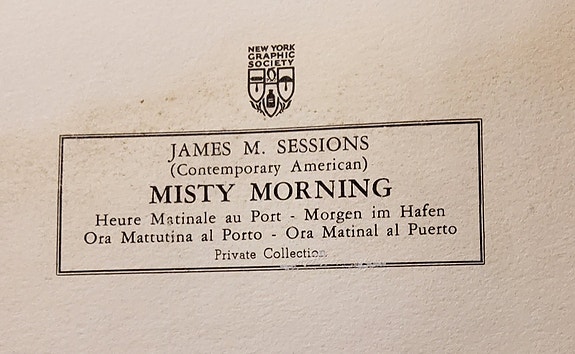 NEW YORK
GRAPHIC
SOCIETY
JAMES M. SESSIONS
(Contemporary American)
MISTY MORNING
Heure Matinale au Port - Morgen im Hafen
Ora Mattutina al Porto - Ora Matinal al Puerto
Private Collection